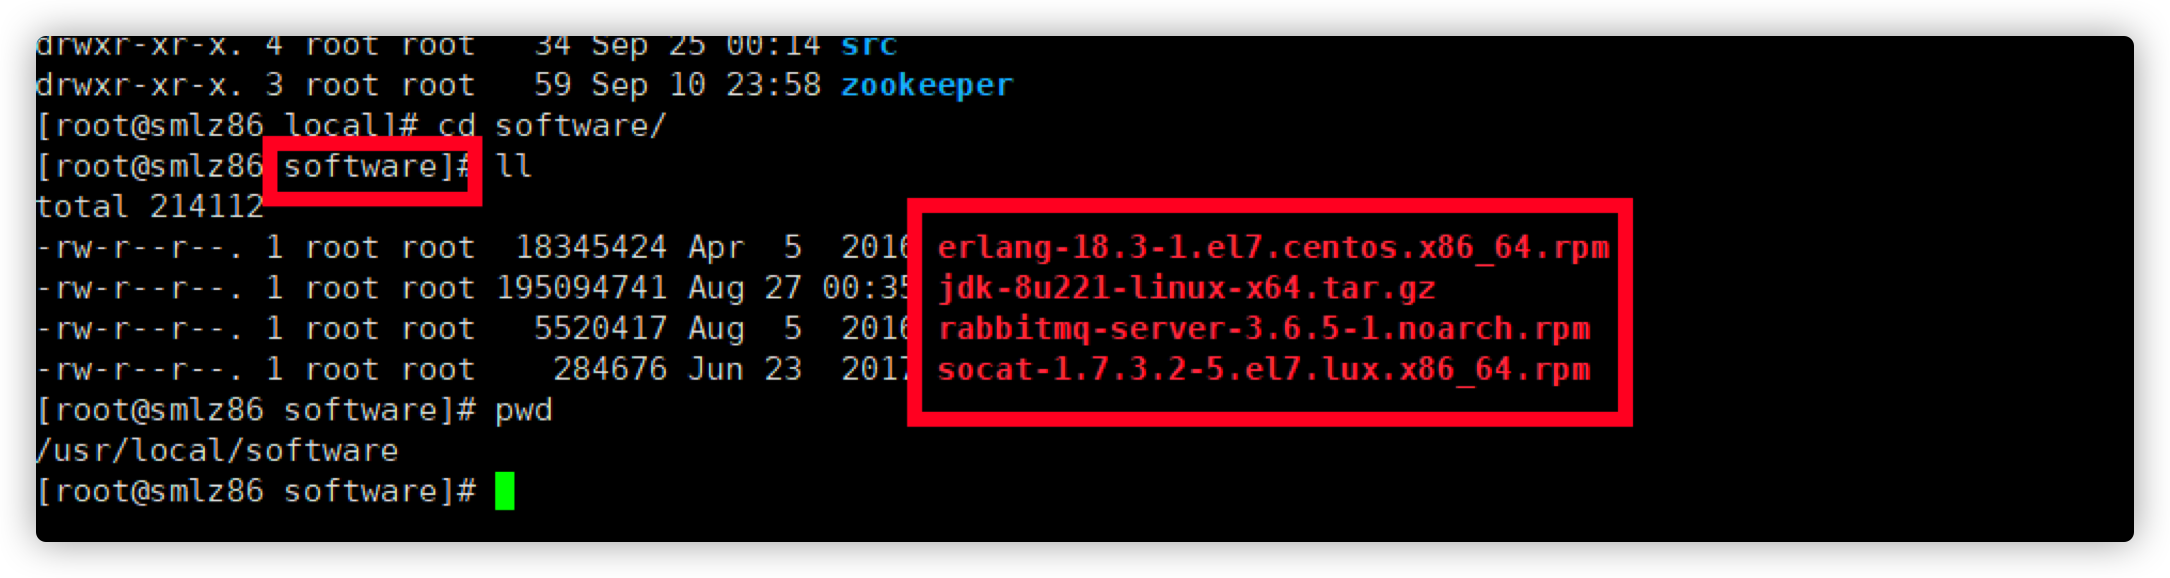 drwxr-xr-x. 4 root root   34 Sep 25 00:14 src
drwxr-xr-x. 3 root root   59 Sep 10 23:58 zookeeper
[root@smlz86 local]# cd software/
[root@smlz86 software]# ll
total 214112
-rw-r--r--. 1 root root  18345424 Apr  5  2016 erlang-18.3-1.el7.centos.x86_64.rpm
-rw-r--r--. 1 root root 195094741 Aug 27 00:35 jdk-8u221-linux-x64.tar.gz
-rw-r--r--. 1 root root   5520417 Aug  5  2016 rabbitmq-server-3.6.5-1.noarch.rpm
-rw-r--r--. 1 root root    284676 Jun 23  2017 socat-1.7.3.2-5.el7.lux.x86_64.rpm
[root@smlz86 software]# pwd
/usr/local/software
[root@smlz86 software]#